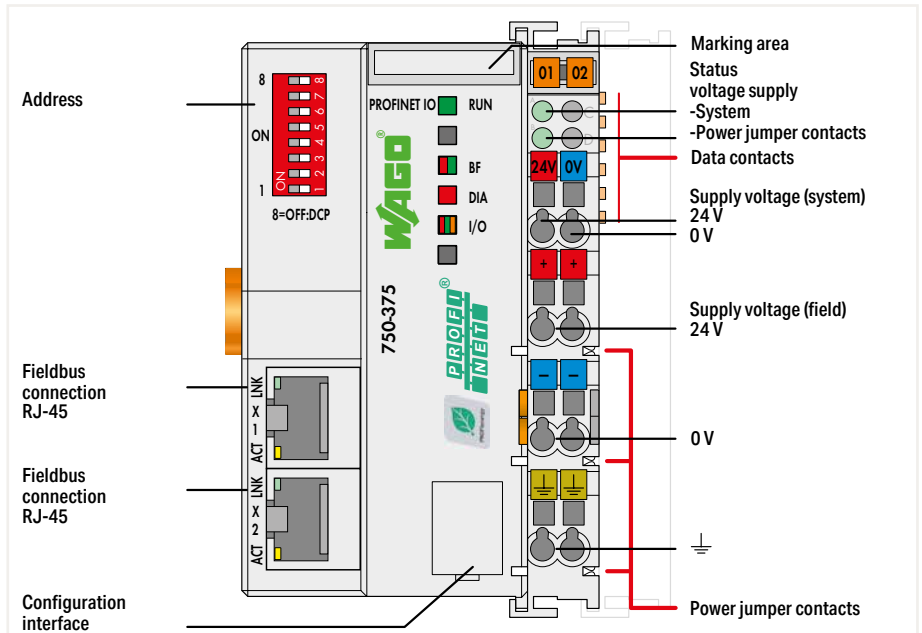 Address
8
ON
1
8
7
6
5
4
3
2
1
ON
8=OFF:DCP
PROFINET IO
RUN
BF
DIA
I/O
WAGO
®
750-375
PROFI
NET
®
PROFIenergy
01 02
C
D
24V 0V
+ +
- -
Marking area
Status
voltage supply
-System
-Power jumper contacts
Data contacts
Supply voltage (system)
24 V
0 V
Supply voltage (field)
24 V
0 V
Power jumper contacts
Fieldbus
connection
RJ-45
LNK
X
1
ACT
Fieldbus
connection
RJ-45
LNK
X
2
ACT
Configuration
interface